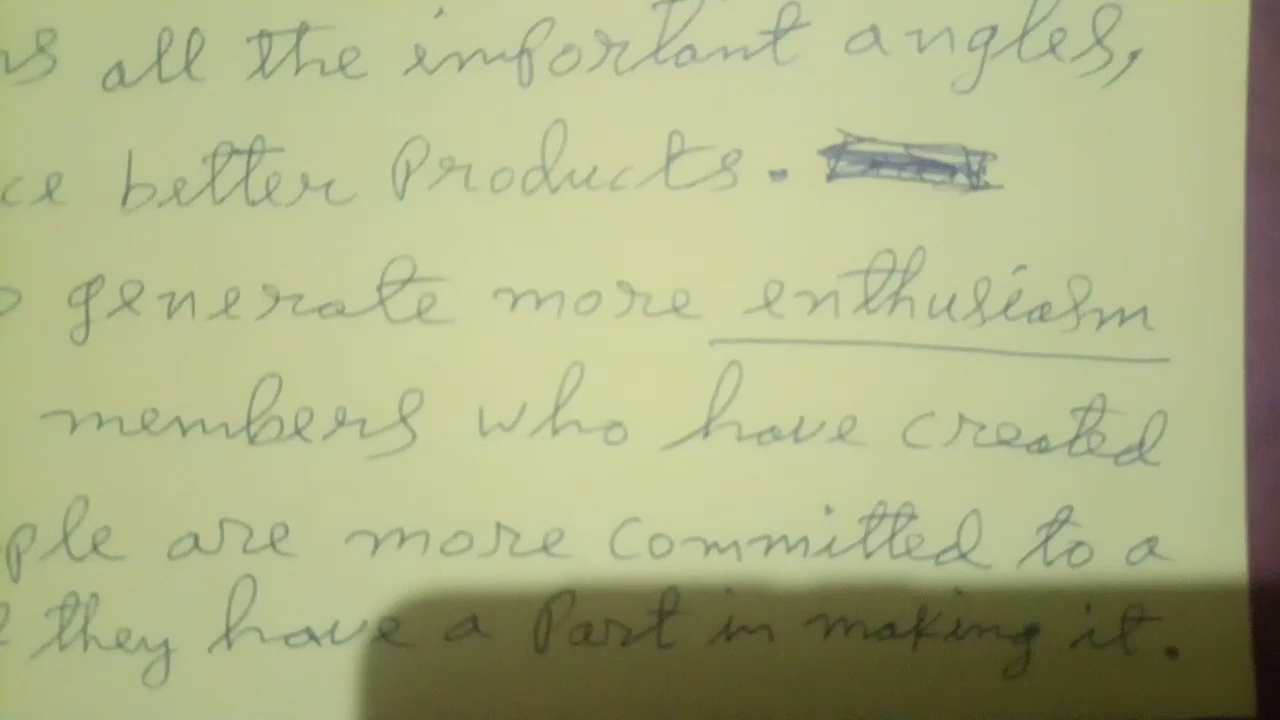 all the important angles,
better Products.
generate more enthusiasm
members who have created
are more committed to a
they have a Part in making it.